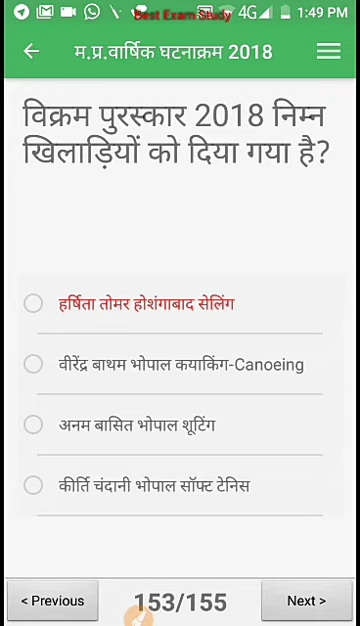 Best Exam Study 4G 1:49 PM
म.प्र.वार्षिक घटनाक्रम 2018
विक्रम पुरस्कार 2018 निम्न
खिलाड़ियों को दिया गया है?
हर्षिता तोमर होशंगाबाद सेलिंग
वीरेंद्र बाथम भोपाल कयाकिंग-Canoeing
अनम बासित भोपाल शूटिंग
कीर्ति चंदानी भोपाल सॉफ्ट टेनिस
< Previous 153/155 Next >